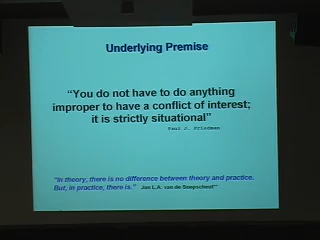 Underlying Premise
“You do not have to do anything
improper to have a conflict of interest;
it is strictly situational”
Paul J. Friedman
“In theory, there is no difference between theory and practice.
But, in practice, there is.” Jan L.A. van de Snepscheut